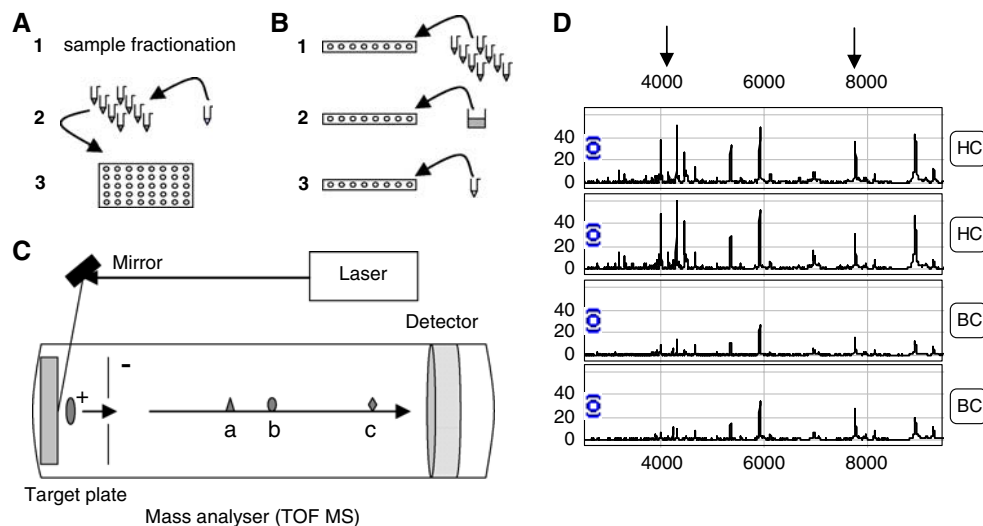 A
1 sample fractionation
2
3
B
1
2
3
C
Mirror
Laser
Detector
+
-
a b c
Target plate
Mass analyser (TOF MS)
D
4000 6000 8000
40
20
0
HC
40
20
0
HC
40
20
0
BC
40
20
0
BC
4000 6000 8000